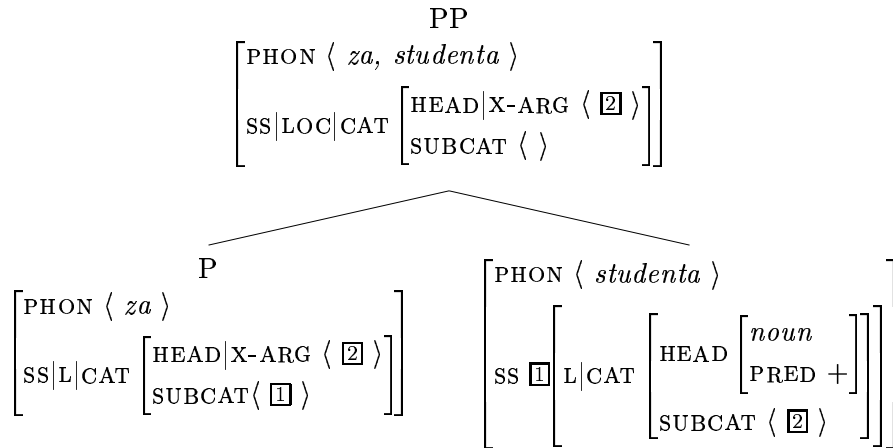 PP
PHON ⟨ za, studenta ⟩
SS|LOC|CAT
HEAD|X-ARG ⟨ 2 ⟩
SUBCAT ⟨ ⟩
P
PHON ⟨ za ⟩
SS|L|CAT
HEAD|X-ARG ⟨ 2 ⟩
SUBCAT⟨ 1 ⟩
PHON ⟨ studenta ⟩
SS 1 L|CAT
HEAD
noun
PRED +
SUBCAT ⟨ 2 ⟩